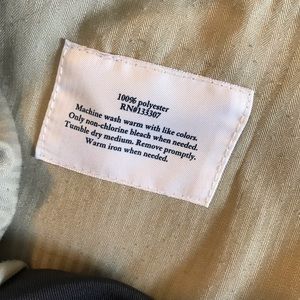 100% polyester
RN#133307
Machine wash warm with like colors.
Only non-chlorine bleach when needed.
Tumble dry medium. Remove promptly.
Warm iron when needed.